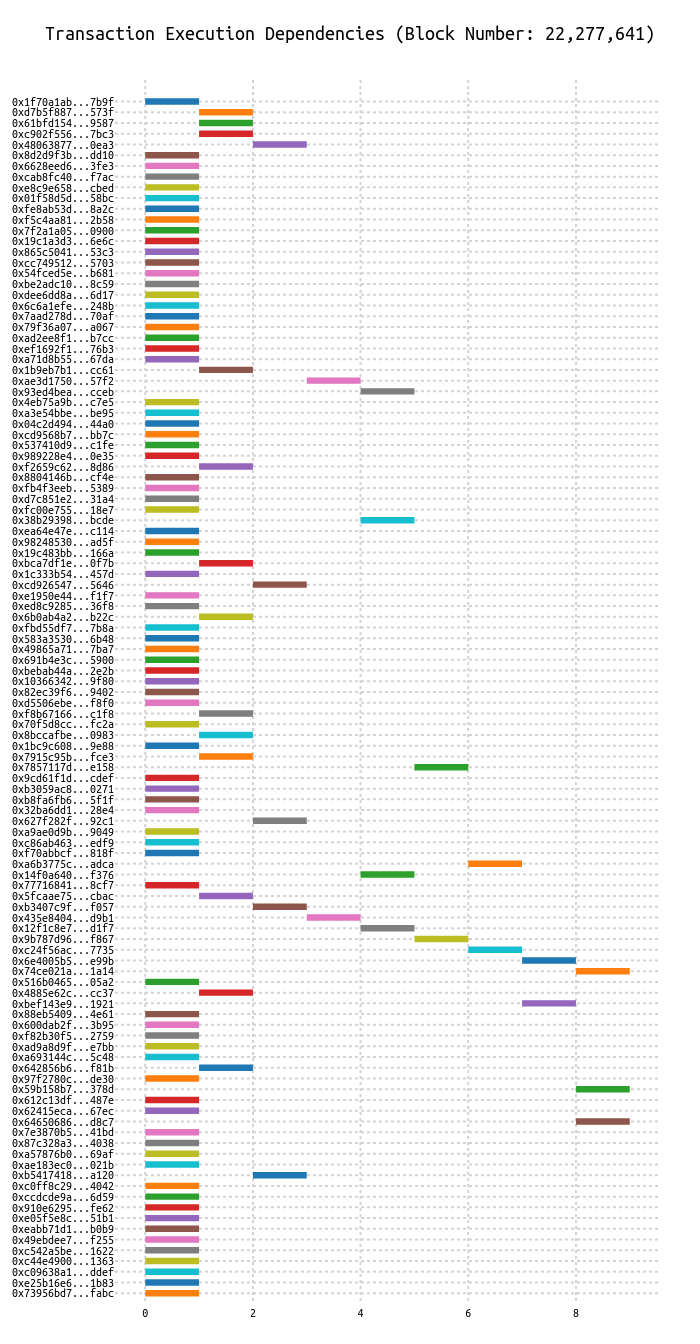 Transaction Execution Dependencies (Block Number: 22,277,641)
0x1f70a1ab...7b9f
0xd7b5f887...573f
0x61bfd154...9587
0xc902f556...7bc3
0x48063877...0ea3
0x8d2d9f3b...dd10
0x6628eed6...3fe3
0xcab8fc40...f7ac
0xe8c9e658...cbed
0x01f58d5d...58bc
0xfe8ab53d...8a2c
0xf5c4aa81...2b58
0x7f2a1a05...0900
0x19c1a3d3...6e6c
0x865c5041...53c3
0xcc749512...5703
0x54fced5e...b681
0xbe2adc10...8c59
0xdee6dd8a...6d17
0x6c6a1efe...248b
0x7aad278d...70af
0x79f36a07...a067
0xad2ee8f1...b7cc
0xef1692f1...76b3
0xa71d8b55...67da
0x1b9eb7b1...cc61
0xae3d1750...57f2
0x93ed4bea...cceb
0x4eb75a9b...c7e5
0xa3e54bbe...be95
0x04c2d494...44a0
0xcd9568b7...bb7c
0x537410d9...c1fe
0x989228e4...0e35
0xf2659c62...8d86
0x8804146b...cf4e
0xfb4f3eeb...5389
0xd7c851e2...31a4
0xfc00e755...18e7
0x38b29398...bcde
0xea64e47e...c114
0x98248530...ad5f
0x19c483bb...166a
0xbca7df1e...0f7b
0x1c333b54...457d
0xcd926547...5646
0xe1950e44...f1f7
0xed8c9285...36f8
0x6b0ab4a2...b22c
0xfbd55df7...7b8a
0x583a3530...6b48
0x49865a71...7ba7
0x691b4e3c...5900
0xbebab44a...2e2b
0x10366342...9f80
0x82ec39f6...9402
0xd5506ebe...f8f0
0xf8b67166...c1f8
0x70f5d8cc...fc2a
0x8bccafbe...0983
0x1bc9c608...9e88
0x7915c95b...fce3
0x7857117d...e158
0x9cd61f1d...cdef
0xb3059ac8...0271
0xb8fa6fb6...5f1f
0x32ba6dd1...28e4
0x627f282f...92c1
0xa9ae0d9b...9049
0xc86ab463...edf9
0xf70abbcf...818f
0xa6b3775c...adca
0x14f0a640...f376
0x77716841...8cf7
0x5fcaae75...cbac
0xb3407c9f...f057
0x435e8404...d9b1
0x12f1c8e7...d1f7
0x9b787d96...f867
0xc24f56ac...7735
0x6e4005b5...e99b
0x74ce021a...1a14
0x516b0465...05a2
0x4885e62c...cc37
0xbef143e9...1921
0x88eb5409...4e61
0x600dab2f...3b95
0xf82b30f5...2759
0xad9a8d9f...e7bb
0xa693144c...5c48
0x642856b6...f81b
0x97f2780c...de30
0x59b158b7...378d
0x612c13df...487e
0x62415eca...67ec
0x64650686...d8c7
0x7e3870b5...41bd
0x87c328a3...4038
0xa57876b0...69af
0xae183ec0...021b
0xb5417418...a120
0xc0ff8c29...4042
0xccdcde9a...6d59
0x910e6295...fe62
0xe05f5e8c...51b1
0xeabb71d1...b0b9
0x49ebdee7...f255
0xc542a5be...1622
0xc44e4900...1363
0xc09638a1...ddef
0xe25b16e6...1b83
0x73956bd7...fabc
0 2 4 6 8